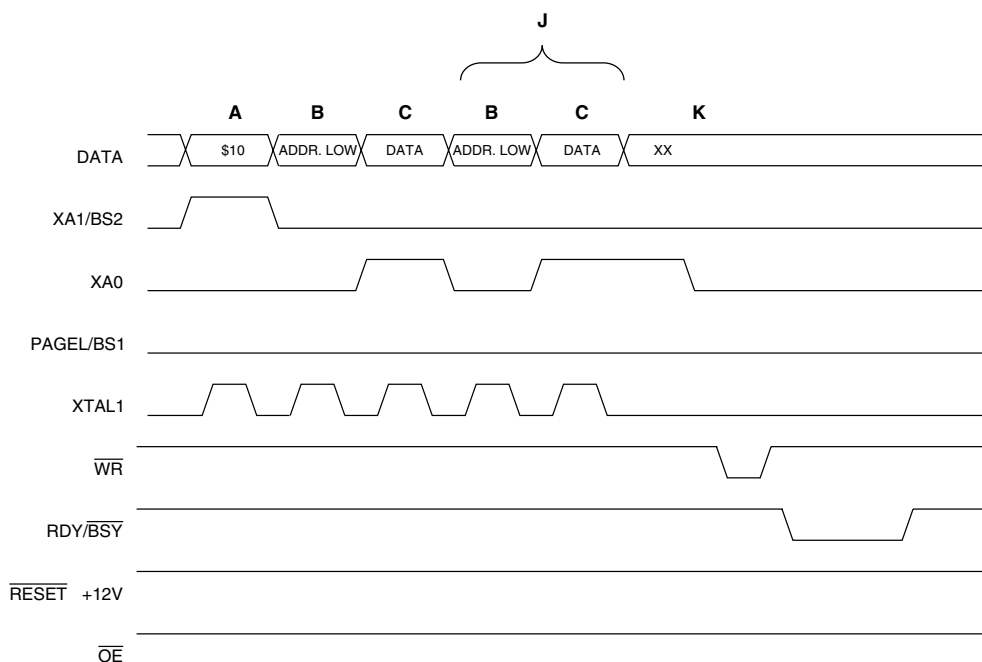 J
A B C B C K
DATA $10 ADDR. LOW DATA ADDR. LOW DATA XX
XA1/BS2
XA0
PAGEL/BS1
XTAL1
WR
RDY/BSY
RESET +12V
OE